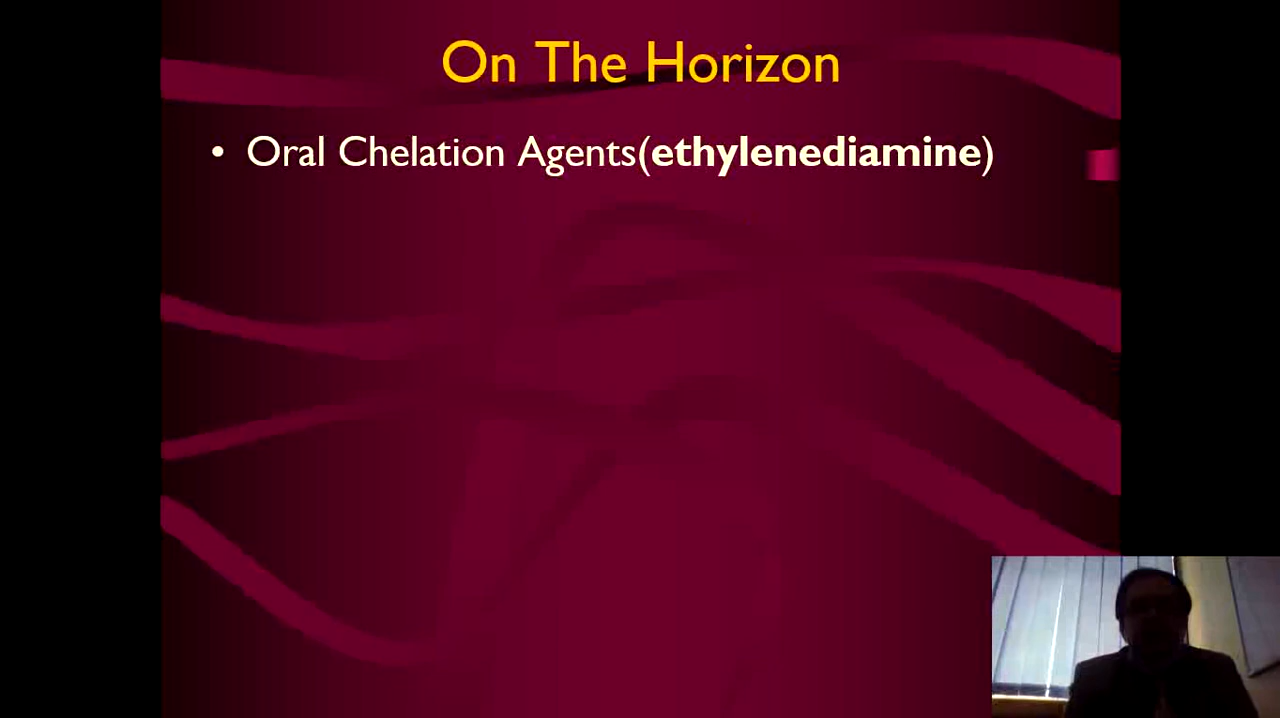 On The Horizon
• Oral Chelation Agents(ethylenediamine)